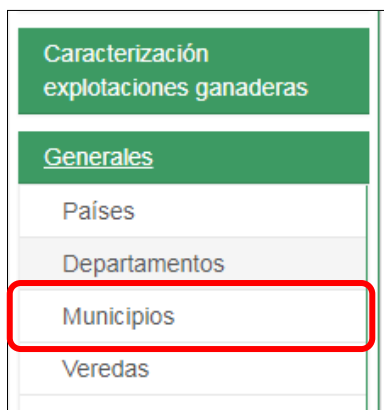 Caracterización
explotaciones ganaderas
Generales
Países
Departamentos
Municipios
Veredas